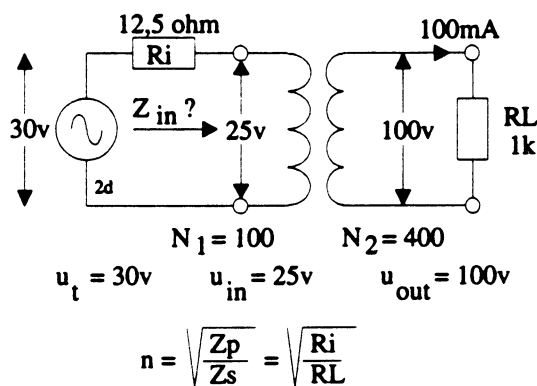 12,5 ohm
100mA
Ri
Z in ?
30v
25v
100v
RL
1k
2d
N1 = 100
N2 = 400
ut = 30v
uin = 25v
uout = 100v
n = √Zp/Zs = √Ri/RL